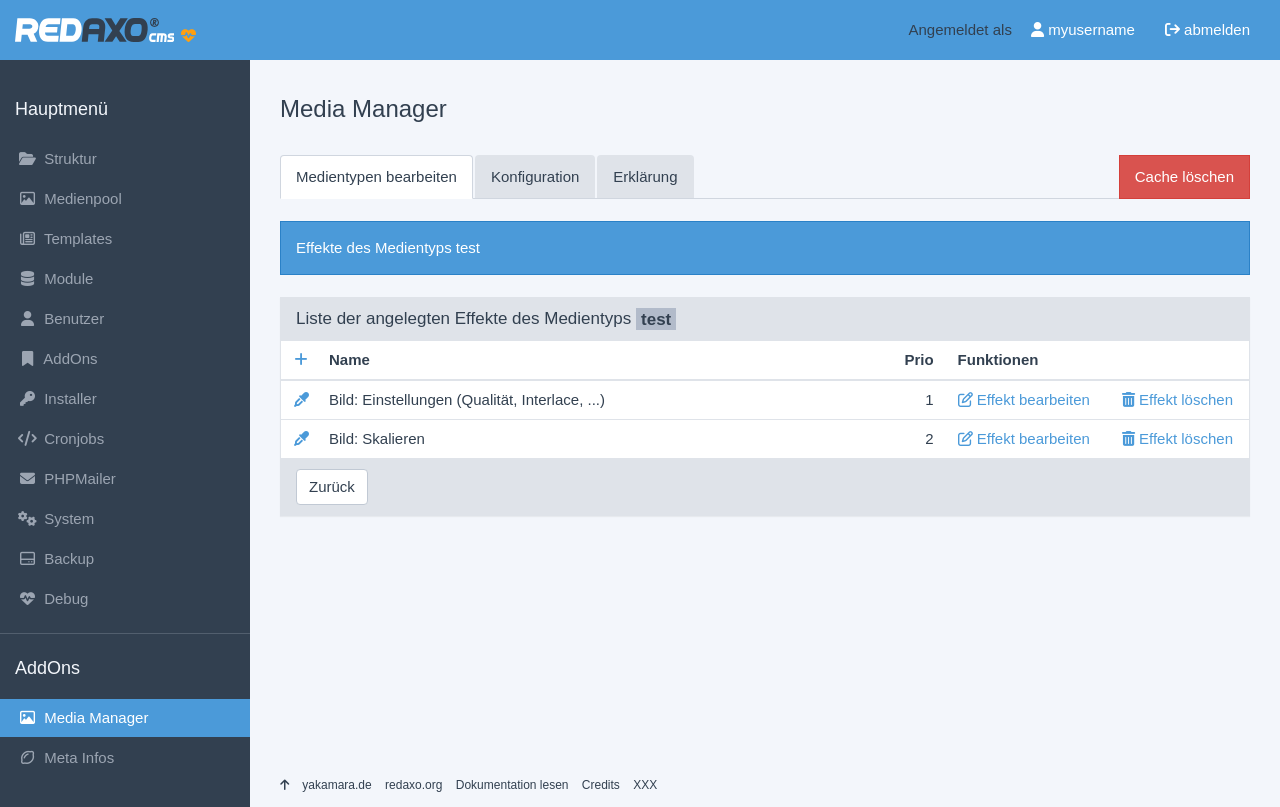 REDAXO® cms
Angemeldet als myusername abmelden
Hauptmenü
Struktur
Medienpool
Templates
Module
Benutzer
AddOns
Installer
Cronjobs
PHPMailer
System
Backup
Debug
AddOns
Media Manager
Meta Infos
Media Manager
Medientypen bearbeiten Konfiguration Erklärung Cache löschen
Effekte des Medientyps test
Liste der angelegten Effekte des Medientyps test
Name Prio Funktionen
Bild: Einstellungen (Qualität, Interlace, ...) 1 Effekt bearbeiten Effekt löschen
Bild: Skalieren 2 Effekt bearbeiten Effekt löschen
Zurück
yakamara.de redaxo.org Dokumentation lesen Credits XXX